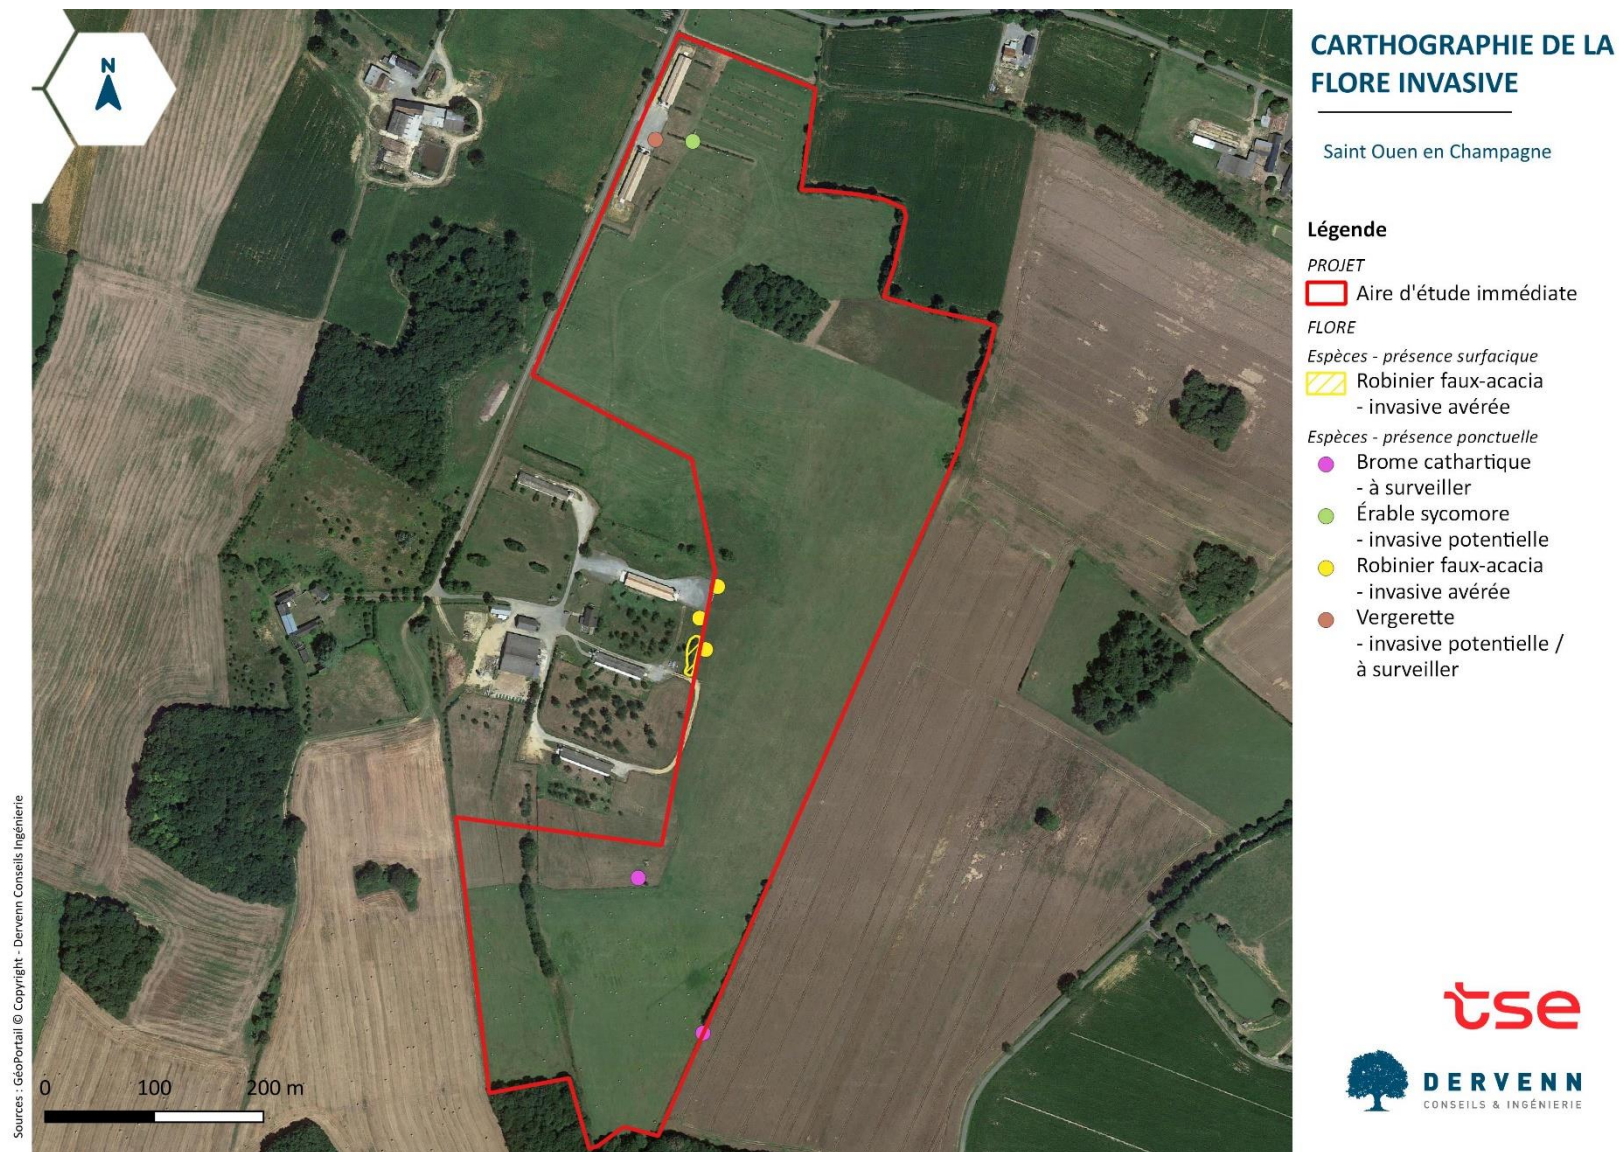 N
CARTHOGRAPHIE DE LA
FLORE INVASIVE
Saint Ouen en Champagne
Légende
PROJET
Aire d'étude immédiate
FLORE
Espèces - présence surfacique
Robinier faux-acacia
- invasive avérée
Espèces - présence ponctuelle
Brome cathartique
- à surveiller
Érable sycomore
- invasive potentielle
Robinier faux-acacia
- invasive avérée
Vergerette
- invasive potentielle /
à surveiller
tse
DERVENN
CONSEILS & INGÉNIERIE
0 100 200 m
Sources : GéoPortail © Copyright - Dervenn Conseils Ingénierie